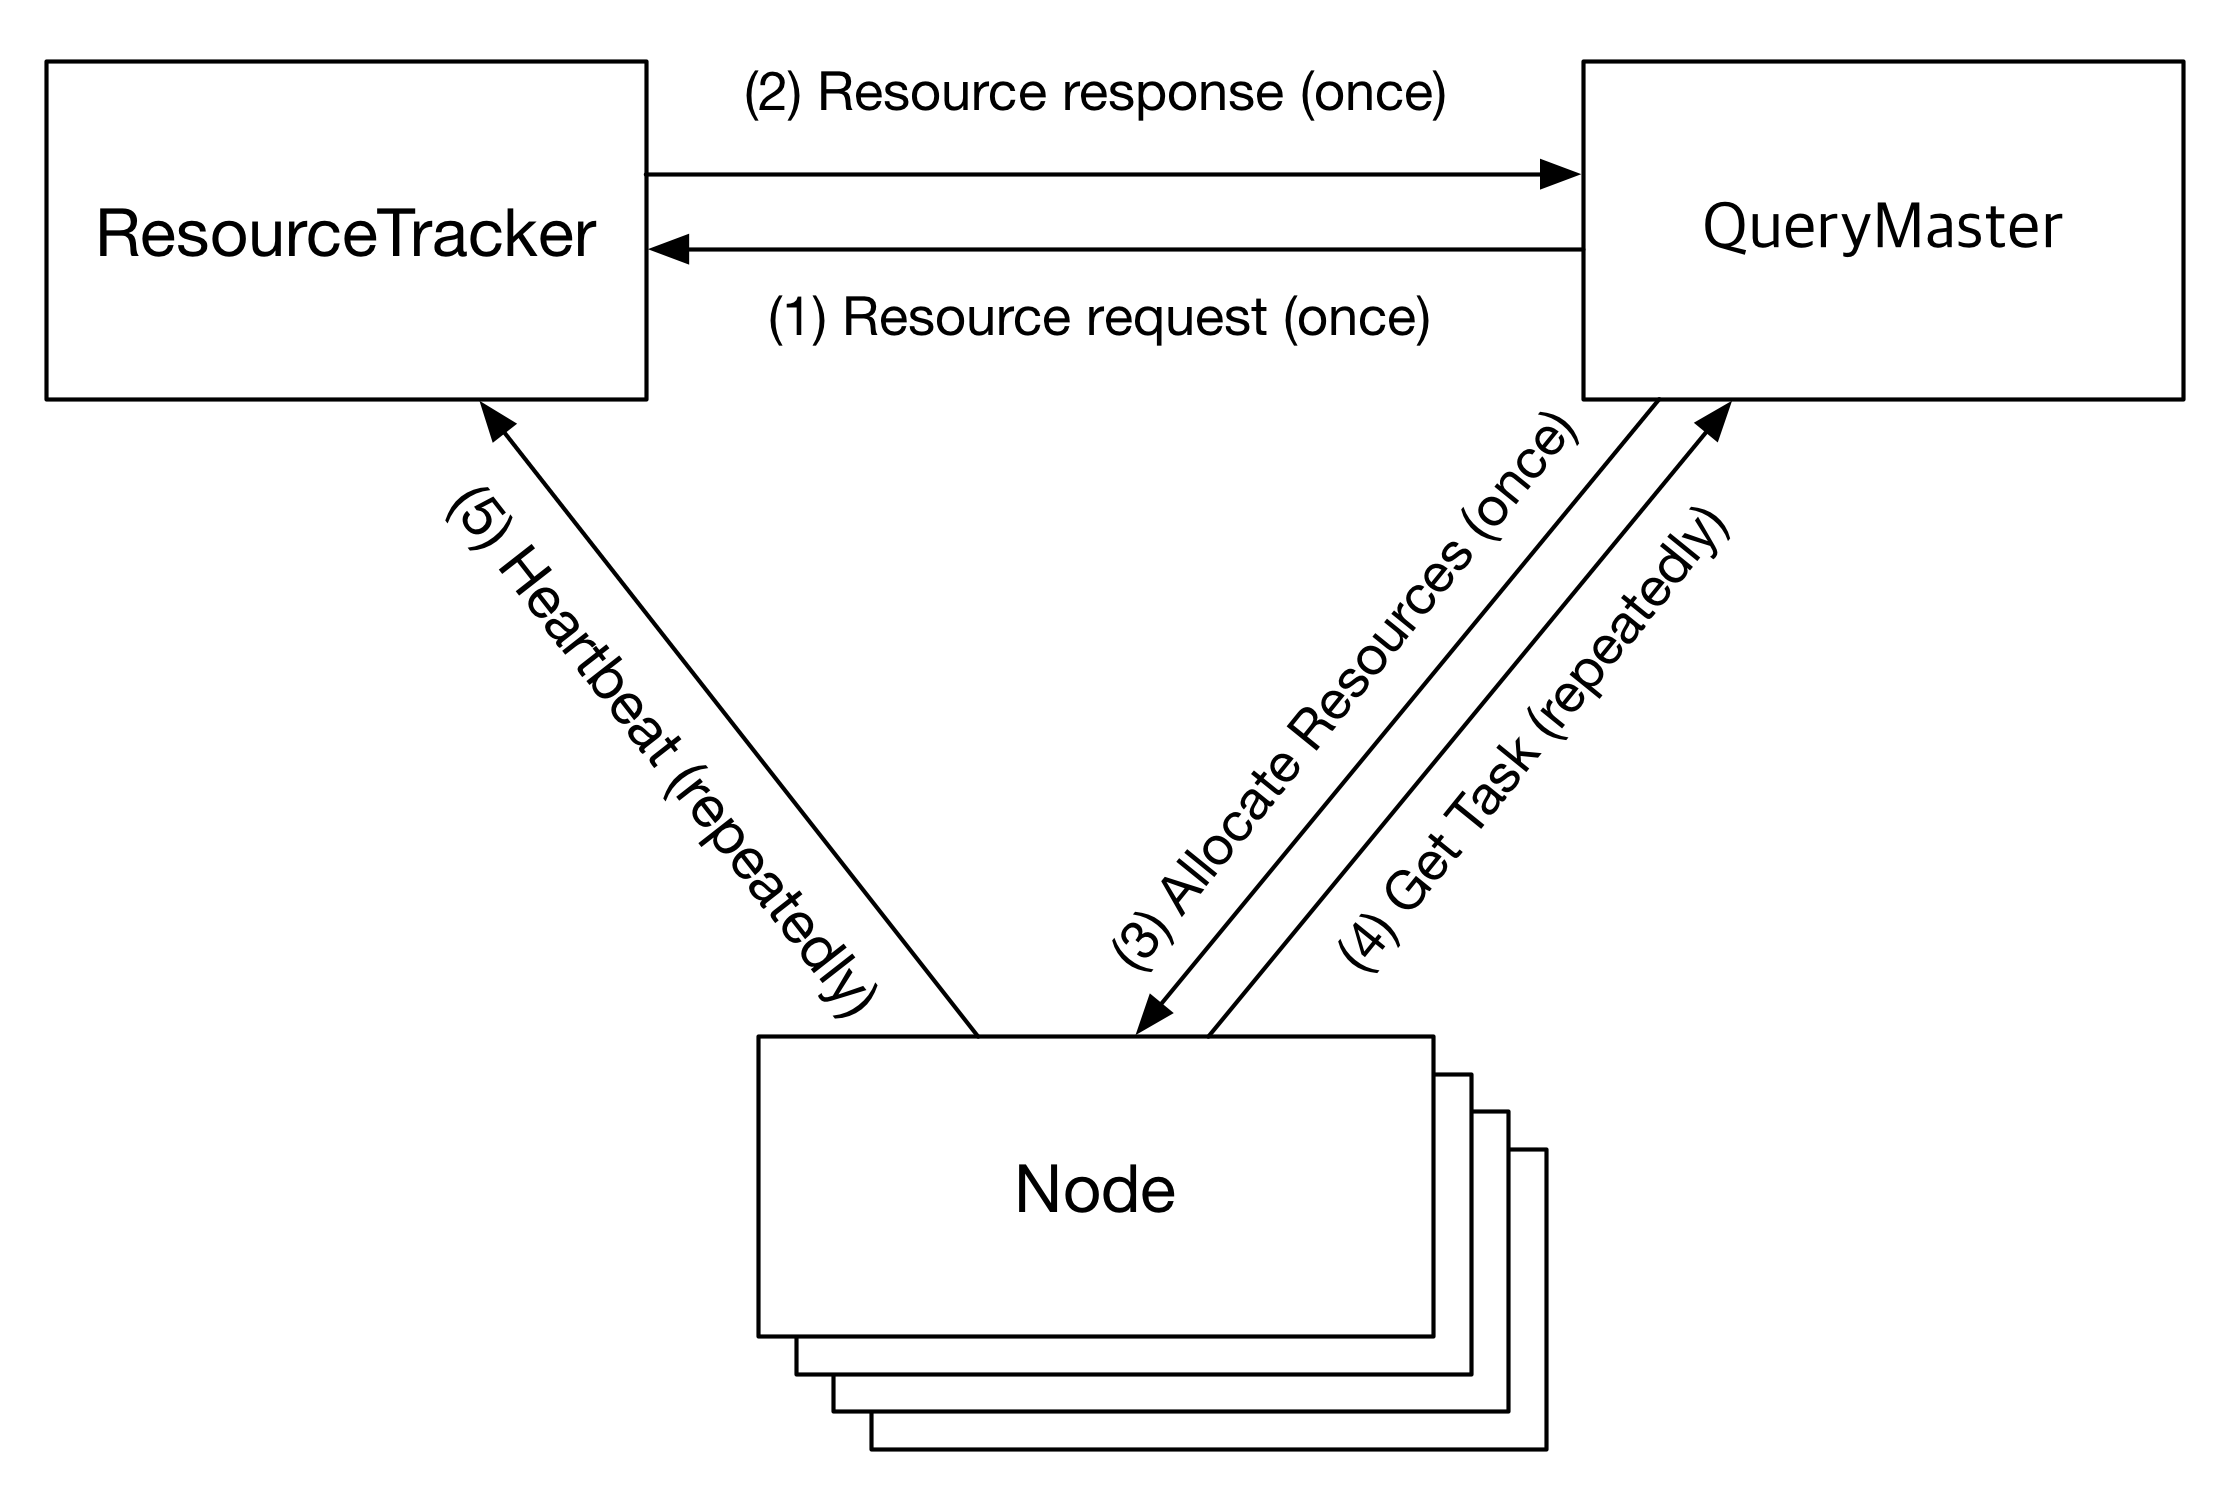 (2) Resource response (once)
ResourceTracker
QueryMaster
(1) Resource request (once)
(3) Allocate Resources (once)
(4) Get Task (repeatedly)
(5) Heartbeat (repeatedly)
Node